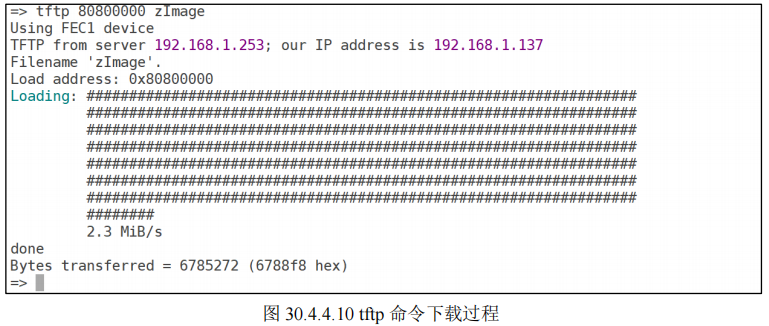 => tftp 80800000 zImage
Using FEC1 device
TFTP from server 192.168.1.253; our IP address is 192.168.1.137
Filename 'zImage'.
Load address: 0x80800000
Loading: #################################################################
#################################################################
#################################################################
#################################################################
#################################################################
#################################################################
#################################################################
########
2.3 MiB/s
done
Bytes transferred = 6785272 (6788f8 hex)
=>
图 30.4.4.10 tftp 命令下载过程